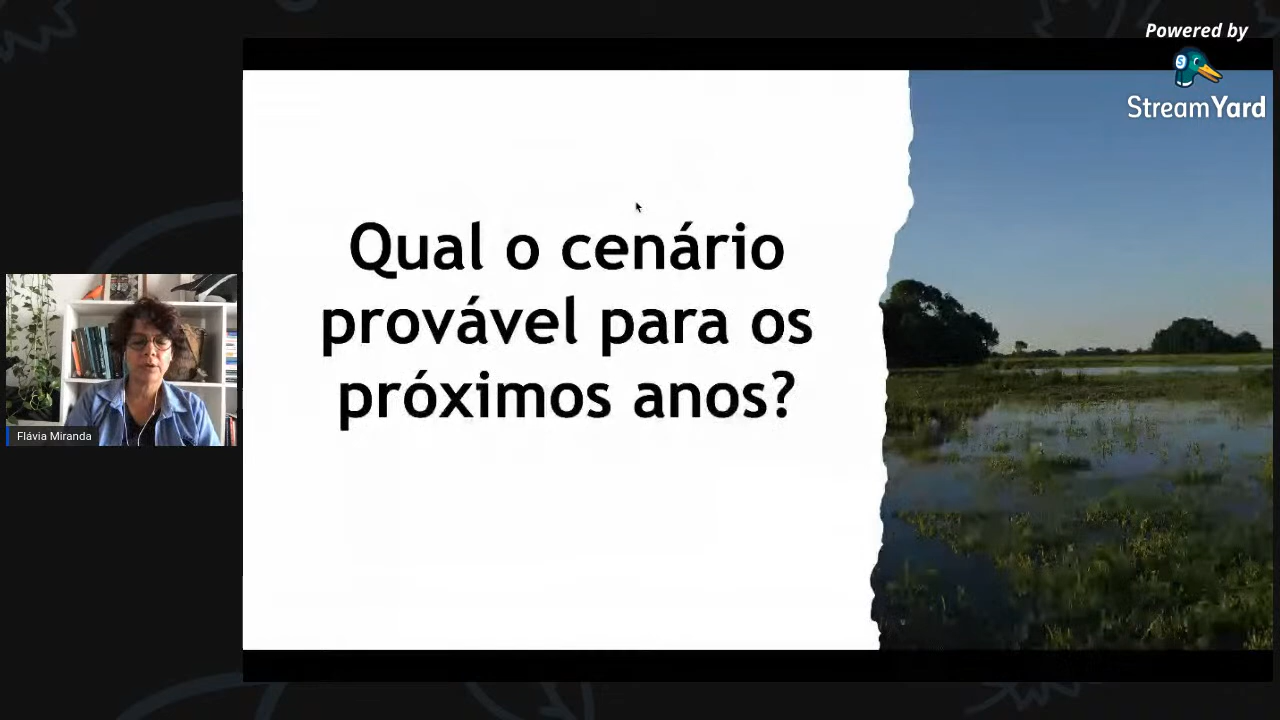 Powered by
StreamYard
Qual o cenário
provável para os
próximos anos?
Flávia Miranda